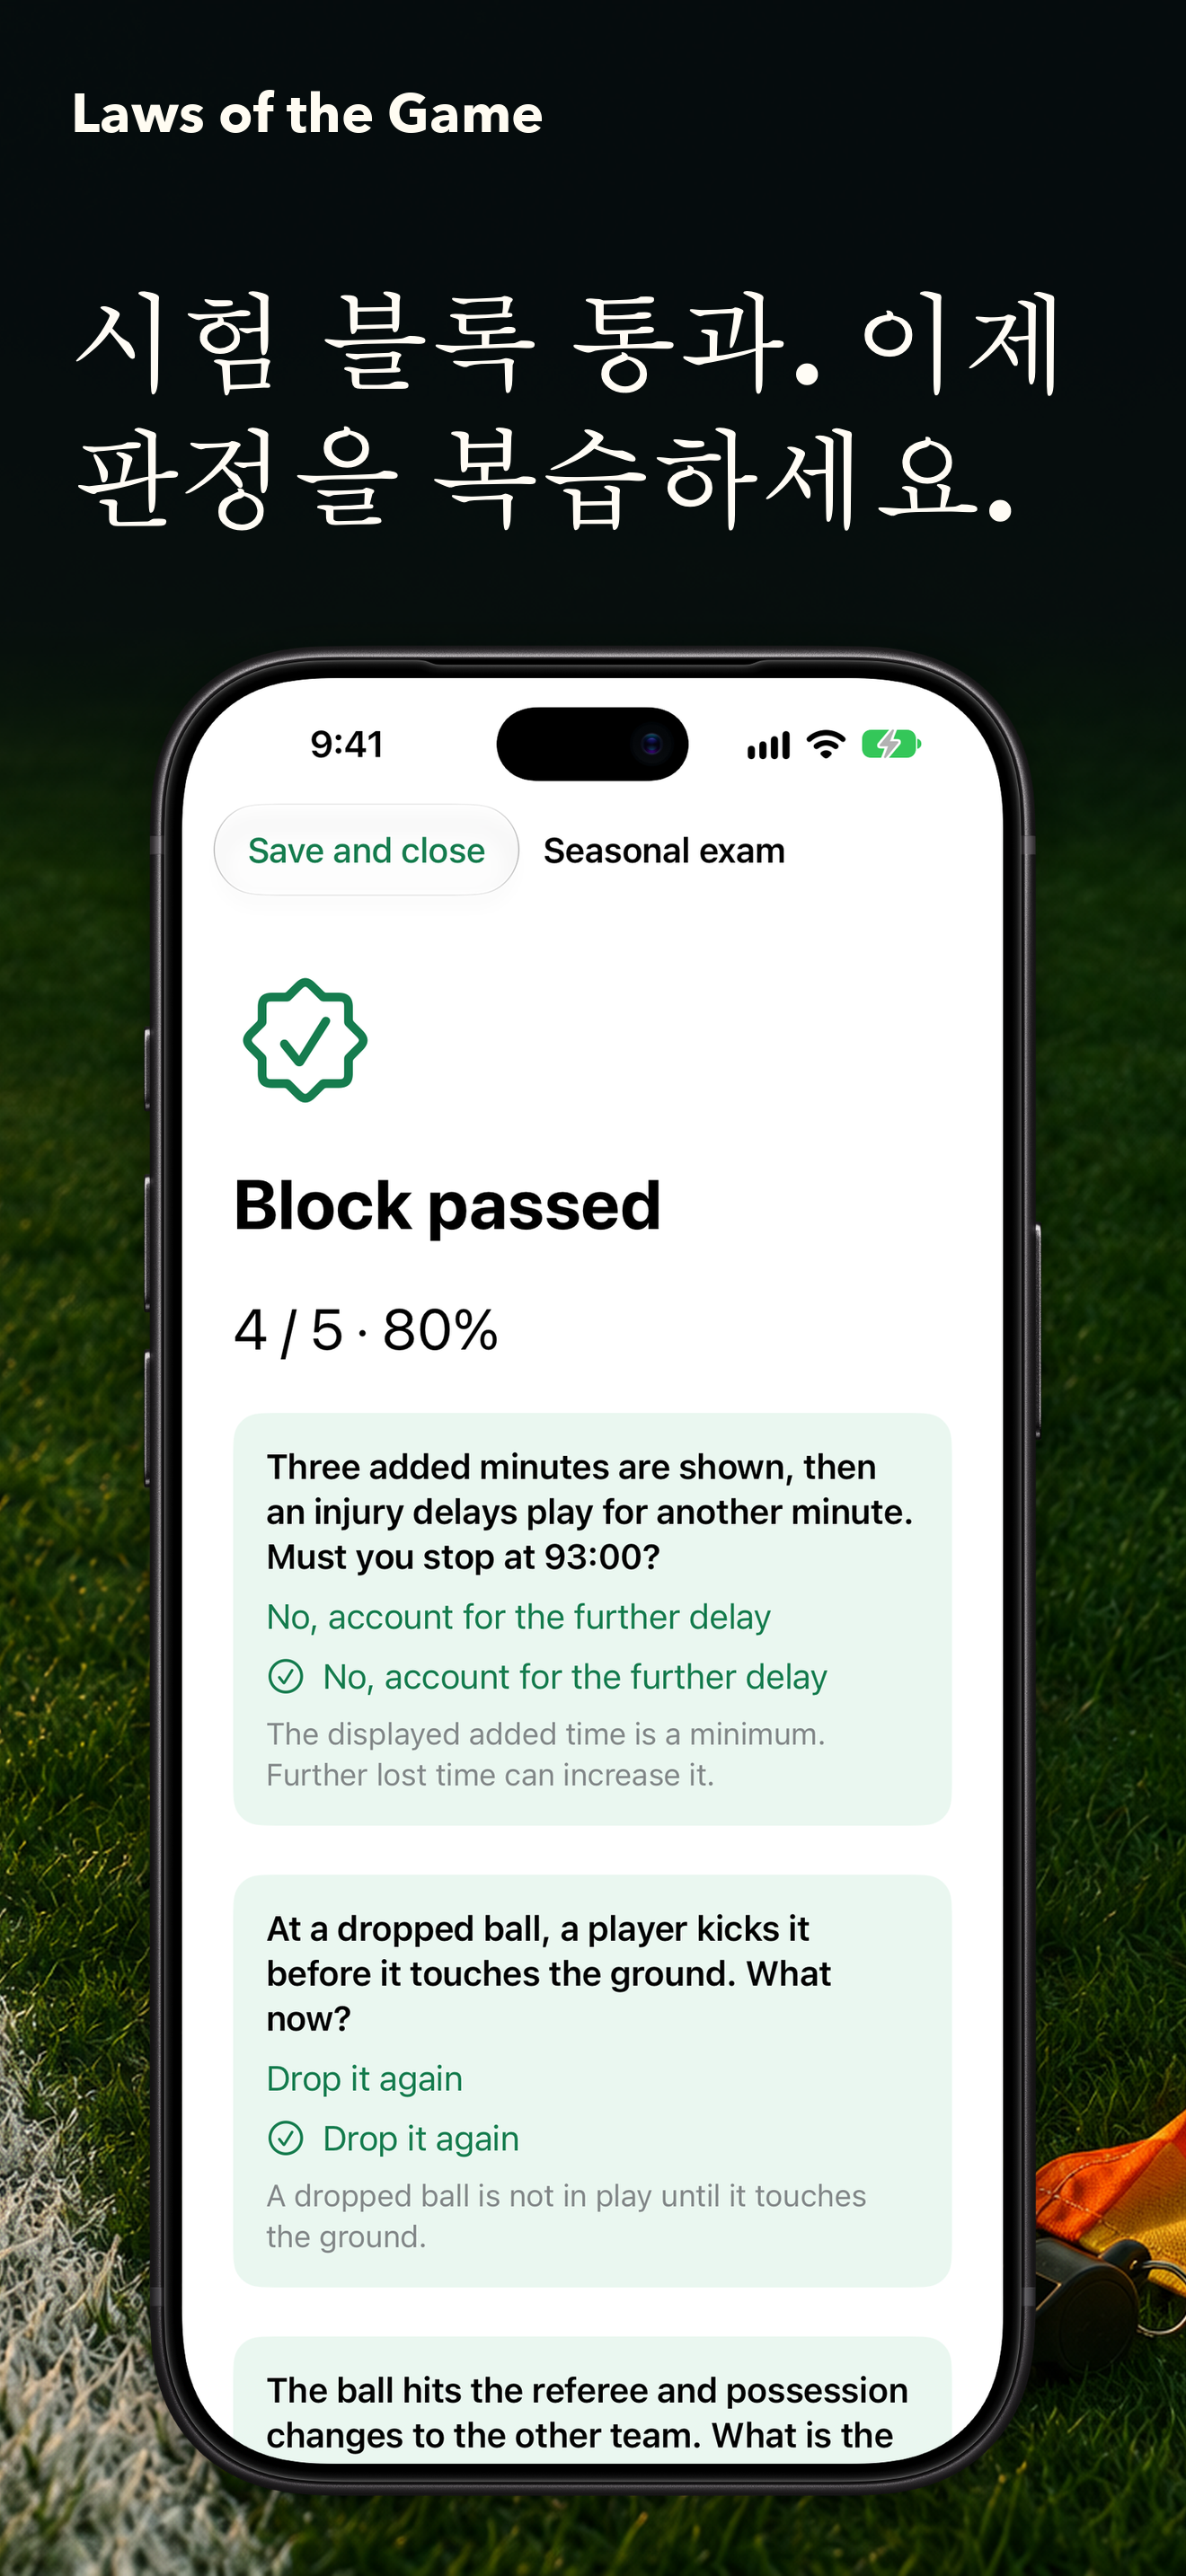 Laws of the Game
시험 블록 통과. 이제
판정을 복습하세요.
9:41
Save and close
Seasonal exam
Block passed
4 / 5 · 80%
Three added minutes are shown, then
an injury delays play for another minute.
Must you stop at 93:00?
No, account for the further delay
No, account for the further delay
The displayed added time is a minimum.
Further lost time can increase it.
At a dropped ball, a player kicks it
before it touches the ground. What
now?
Drop it again
Drop it again
A dropped ball is not in play until it touches
the ground.
The ball hits the referee and possession
changes to the other team. What is the